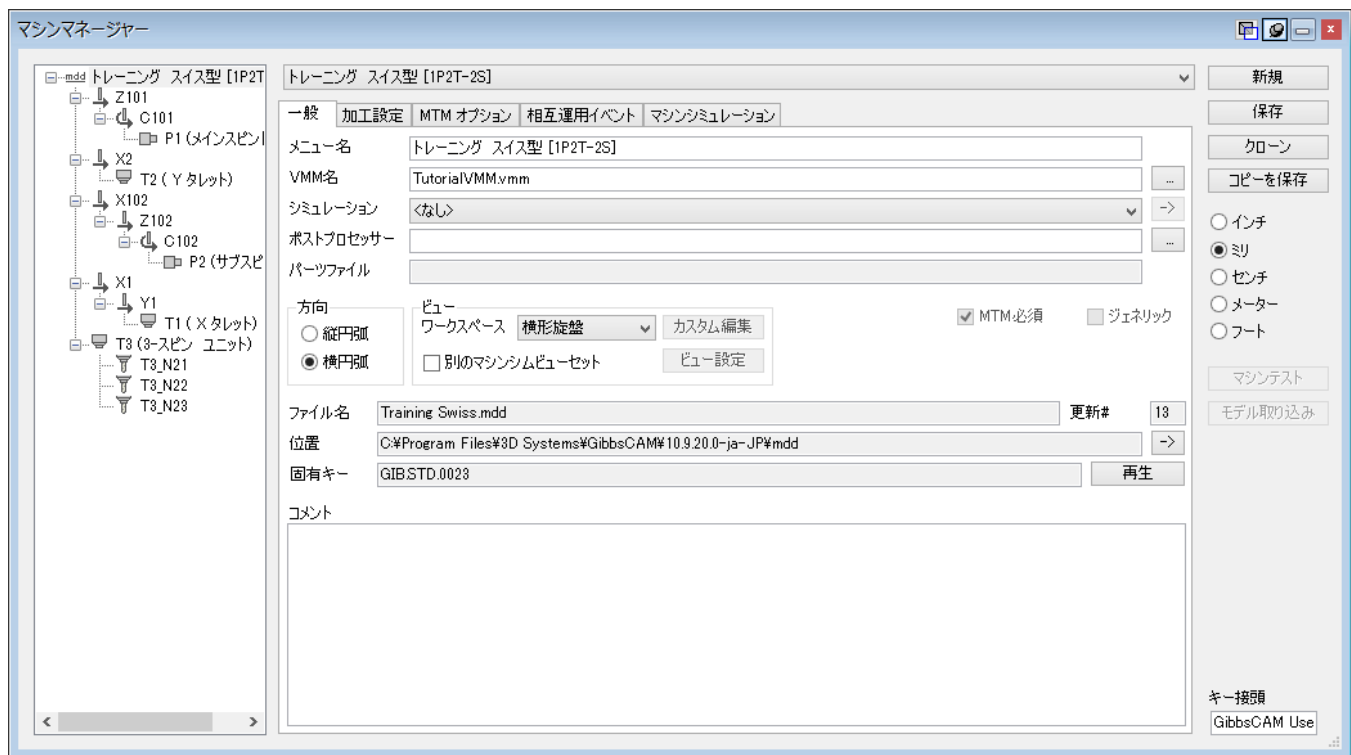 マシンマネージャー
mdd トレーニング スイス型 [1P2T
Z101
C101
P1 (メインスピン
X2
T2 ( Y タレット)
X102
Z102
C102
P2 (サブスピ
X1
Y1
T1 ( X タレット)
T3 (3-スピン ユニット)
T3_N21
T3_N22
T3_N23
トレーニング スイス型 [1P2T-2S]
一般 加工設定 MTM オプション 相互運用イベント マシンシミュレーション
メニュー名 トレーニング スイス型 [1P2T-2S]
VMM名 TutorialVMM.vmm ...
シミュレーション <なし> ->
ポストプロセッサー ...
パーツファイル
方向
縦円弧
横円弧
ビュー
ワークスペース 横形旋盤 カスタム編集
別のマシンシムビューセット ビュー設定
MTM必須 ジェネリック
ファイル名 Training Swiss.mdd 更新# 13
位置 C:¥Program Files¥3D Systems¥GibbsCAM¥10.9.20.0-ja-JP¥mdd ->
固有キー GIB.STD.0023 再生
コメント
新規
保存
クローン
コピーを保存
インチ
ミリ
センチ
メーター
フート
マシンテスト
モデル取り込み
キー接頭
GibbsCAM Use